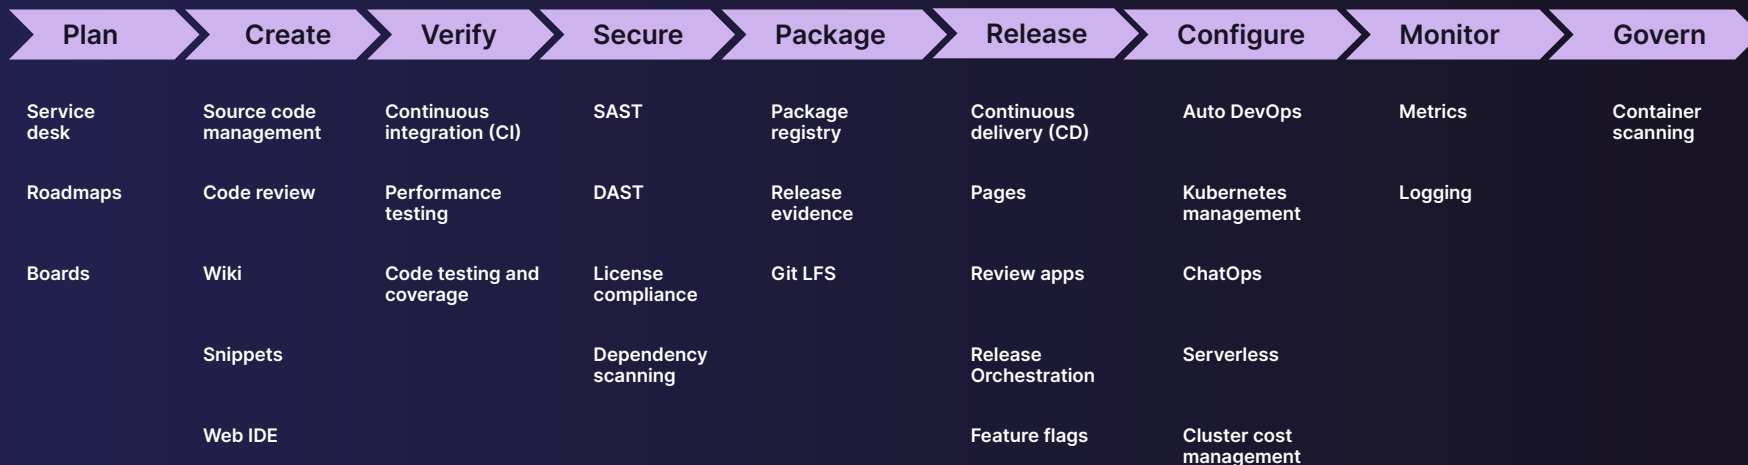 Plan
Create
Verify
Secure
Package
Release
Configure
Monitor
Govern
Service
desk
Roadmaps
Boards
Source code
management
Code review
Wiki
Snippets
Web IDE
Continuous
integration (CI)
Performance
testing
Code testing and
coverage
SAST
DAST
License
compliance
Dependency
scanning
Package
registry
Release
evidence
Git LFS
Continuous
delivery (CD)
Pages
Review apps
Release
Orchestration
Feature flags
Auto DevOps
Kubernetes
management
ChatOps
Serverless
Cluster cost
management
Metrics
Logging
Container
scanning